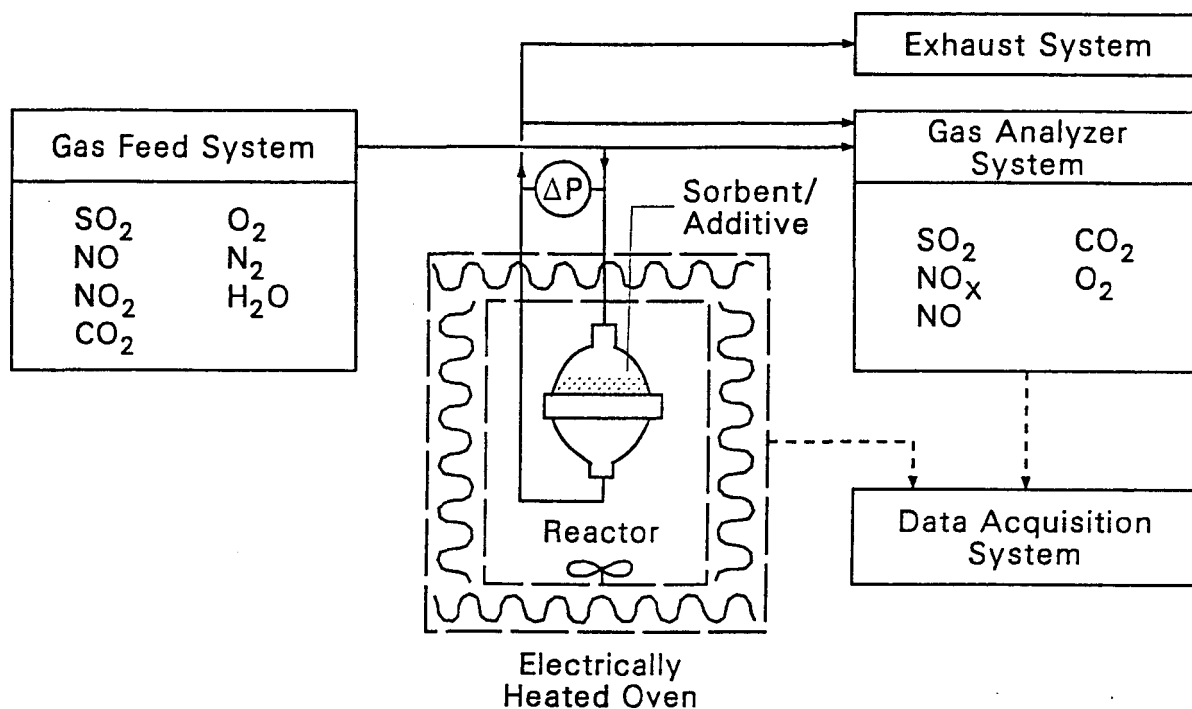 Exhaust System
Gas Feed System
SO₂
NO
NO₂
CO₂
O₂
N₂
H₂O
ΔP
Sorbent/
Additive
Gas Analyzer
System
SO₂
NOₓ
NO
CO₂
O₂
Reactor
Data Acquisition
System
Electrically
Heated Oven